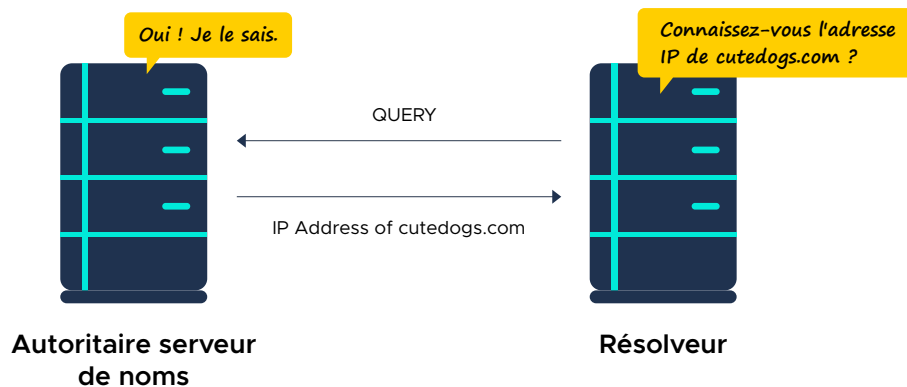 Oui ! Je le sais.
Connaissez-vous l'adresse
IP de cutedogs.com ?
QUERY
IP Address of cutedogs.com
Autoritaire serveur
de noms
Résolveur